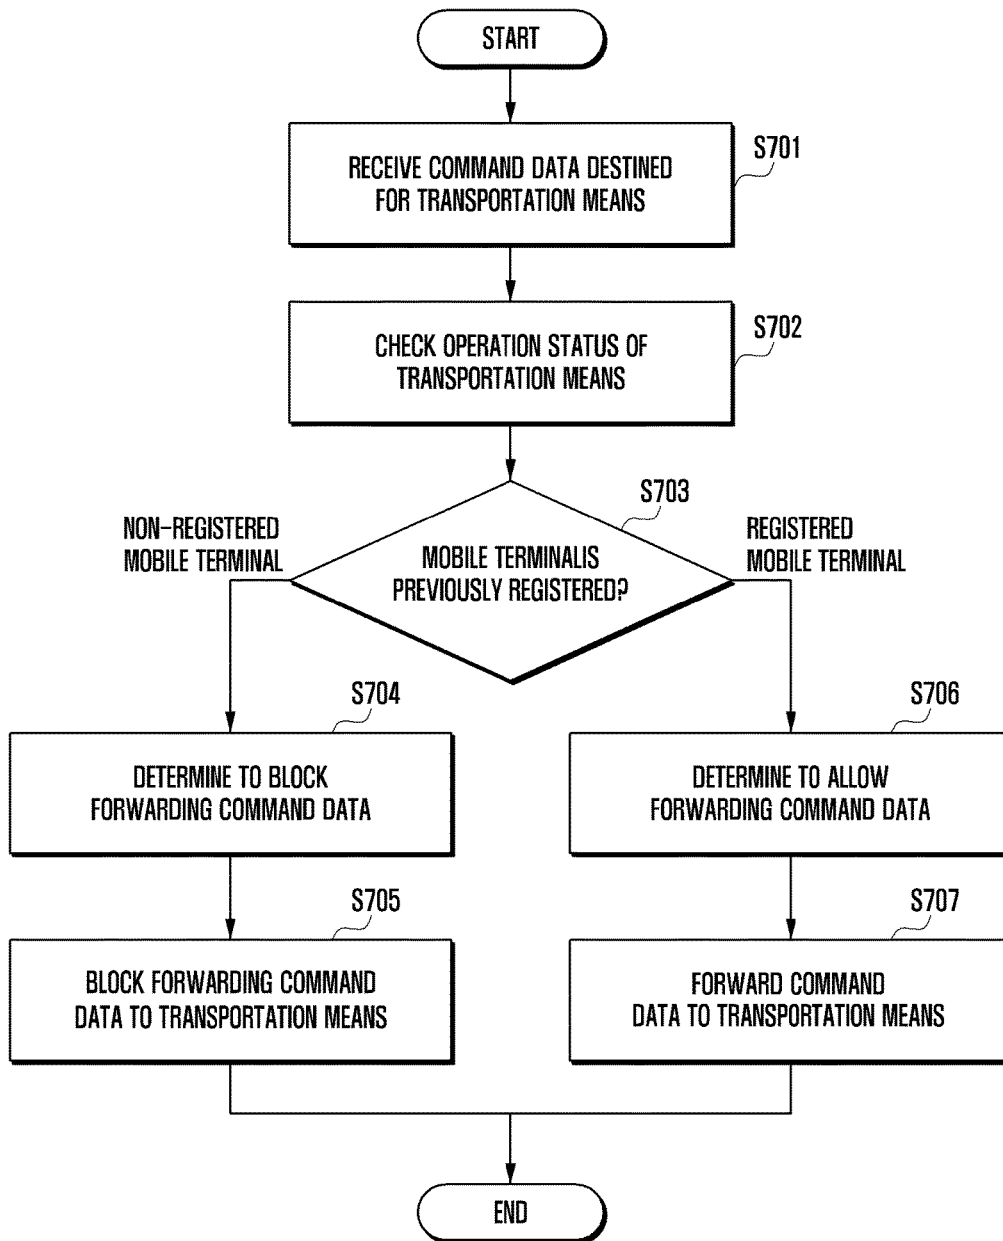 START
S701
RECEIVE COMMAND DATA DESTINED
FOR TRANSPORTATION MEANS
S702
CHECK OPERATION STATUS OF
TRANSPORTATION MEANS
S703
NON-REGISTERED
MOBILE TERMINAL
MOBILE TERMINALIS
PREVIOUSLY REGISTERED?
REGISTERED
MOBILE TERMINAL
S704
DETERMINE TO BLOCK
FORWARDING COMMAND DATA
S706
DETERMINE TO ALLOW
FORWARDING COMMAND DATA
S705
BLOCK FORWARDING COMMAND
DATA TO TRANSPORTATION MEANS
S707
FORWARD COMMAND
DATA TO TRANSPORTATION MEANS
END